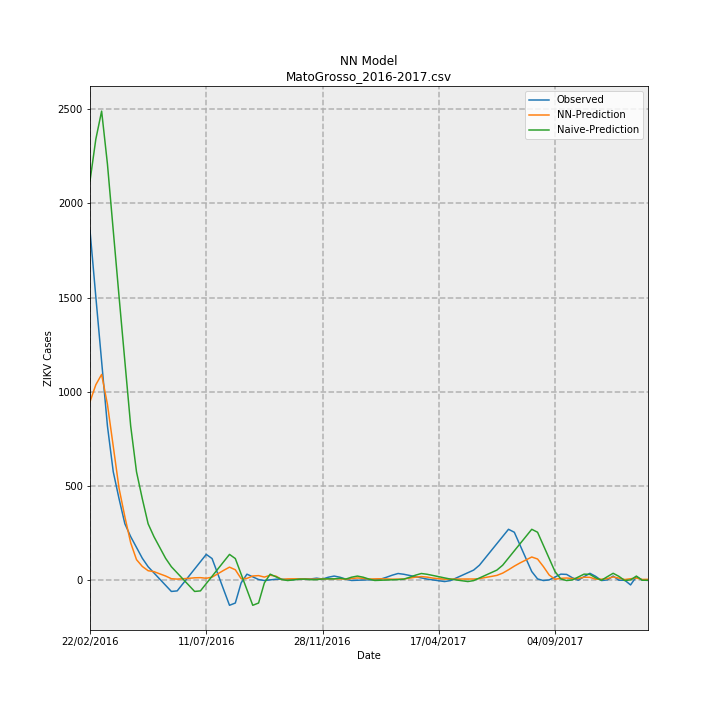 NN Model
MatoGrosso_2016-2017.csv
Observed
NN-Prediction
Naive-Prediction
ZIKV Cases
2500
2000
1500
1000
500
0
22/02/2016
11/07/2016
28/11/2016
17/04/2017
04/09/2017
Date